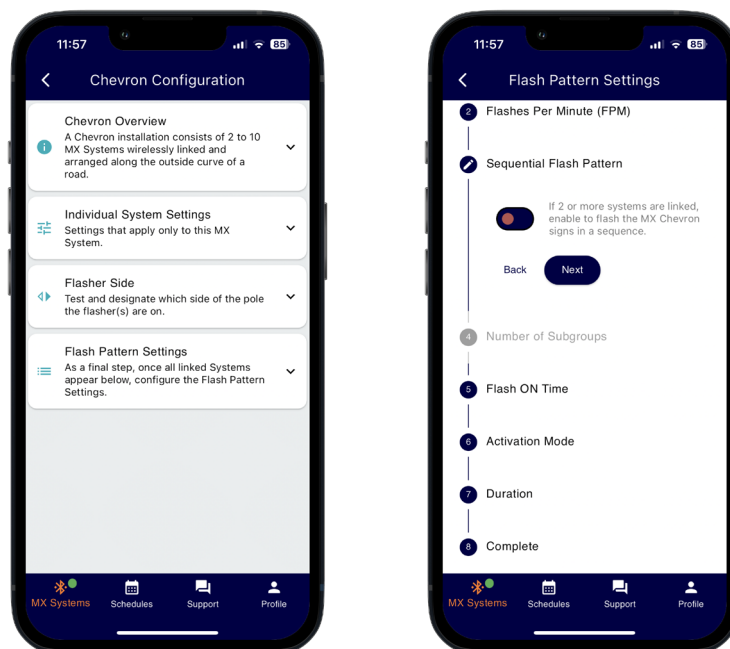 11:57
85
Chevron Configuration
Chevron Overview
A Chevron installation consists of 2 to 10
MX Systems wirelessly linked and
arranged along the outside curve of a
road.
Individual System Settings
Settings that apply only to this MX
System.
Flasher Side
Test and designate which side of the pole
the flasher(s) are on.
Flash Pattern Settings
As a final step, once all linked Systems
appear below, configure the Flash Pattern
Settings.
MX Systems
Schedules
Support
Profile
11:57
85
Flash Pattern Settings
2 Flashes Per Minute (FPM)
Sequential Flash Pattern
If 2 or more systems are linked,
enable to flash the MX Chevron
signs in a sequence.
Back
Next
4 Number of Subgroups
5 Flash ON Time
6 Activation Mode
7 Duration
8 Complete
MX Systems
Schedules
Support
Profile